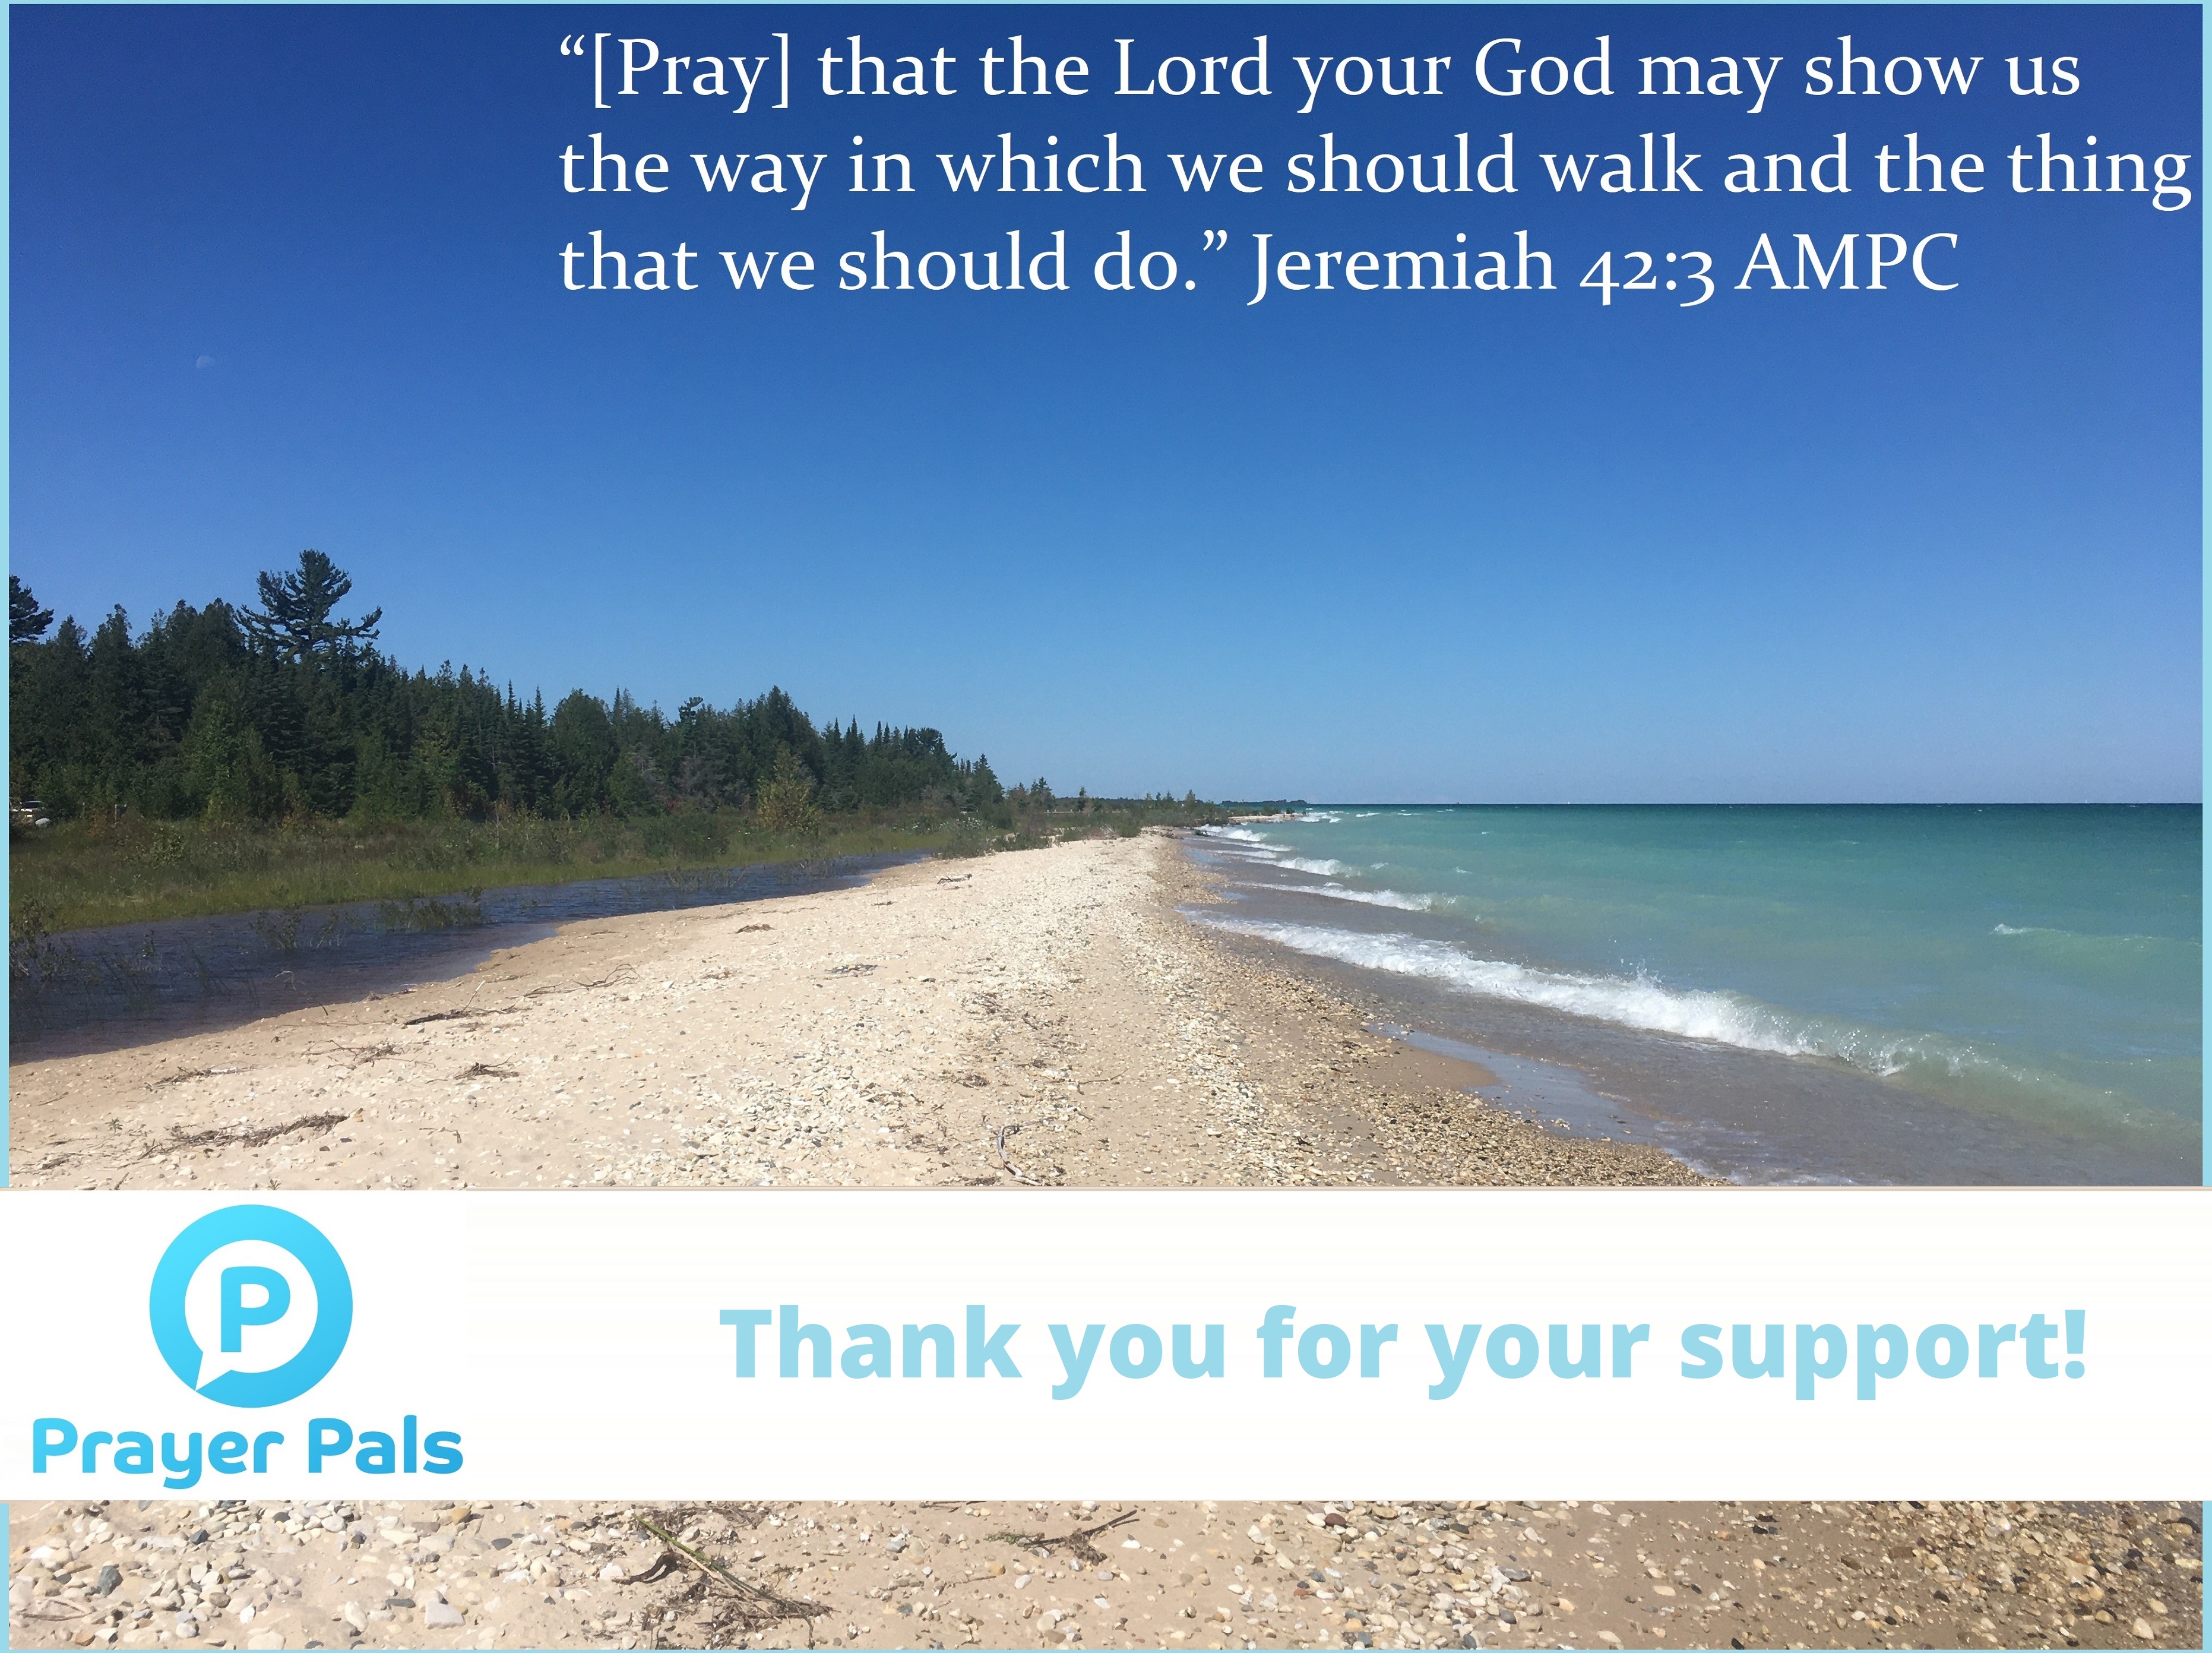 “[Pray] that the Lord your God may show us
the way in which we should walk and the thing
that we should do.” Jeremiah 42:3 AMPC
P
Prayer Pals
Thank you for your support!